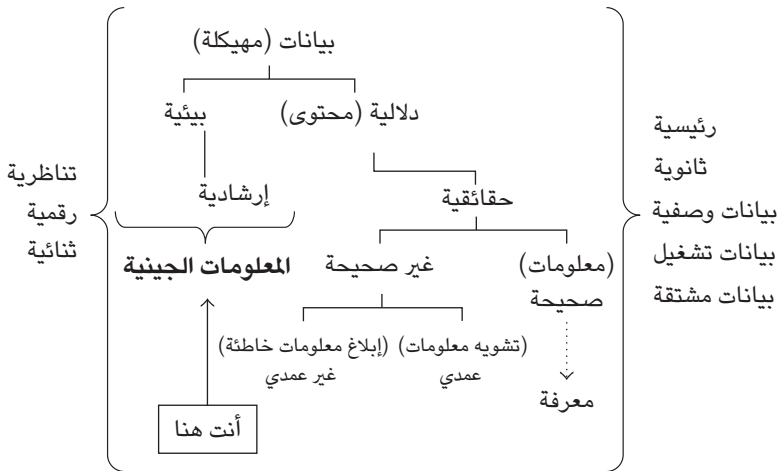 بيانات (مهيكلة)
دلالية (محتوى)
بيئية
رئيسية
ثانوية
بيانات وصفية
بيانات تشغيل
بيانات مشتقة
تناظرية
رقمية
ثنائية
إرشادية
حقائقية
المعلومات الجينية
غير صحيحة
(معلومات)
صحيحة
(تشويه معلومات)
عمدي
(إبلاغ معلومات خاطئة)
غير عمدي
معرفة
أنت هنا